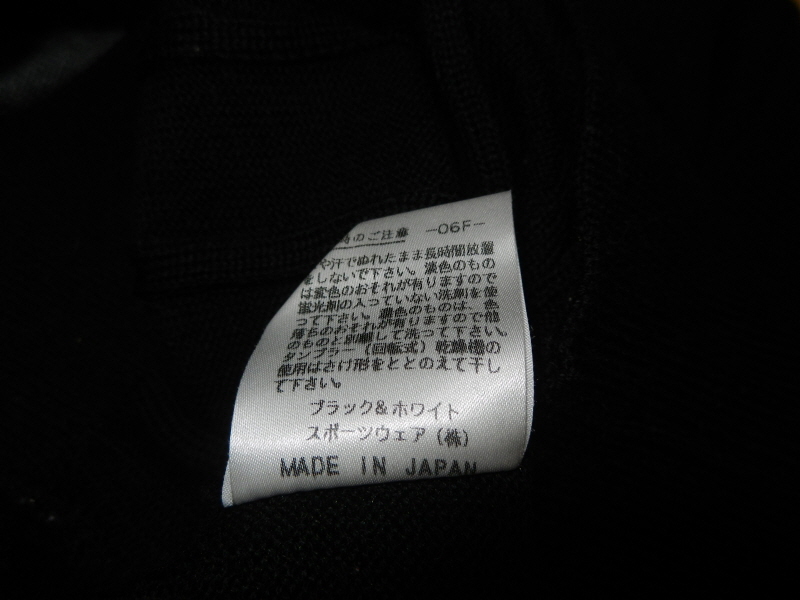 のご注意 -06F-
や汗でぬれたまま長時間放置
をしないで下さい。淡色のもの
は変色のおそれが有りますので
蛍光剤の入っていない洗剤を使
って下さい。濃色のものは、色
落ちのおそれが有りますので他
のものと別にして洗って下さい。
タンブラー（回転式）乾燥機の
使用はさけ形をととのえて干し
て下さい。
ブラック&ホワイト
スポーツウェア（株）
MADE IN JAPAN